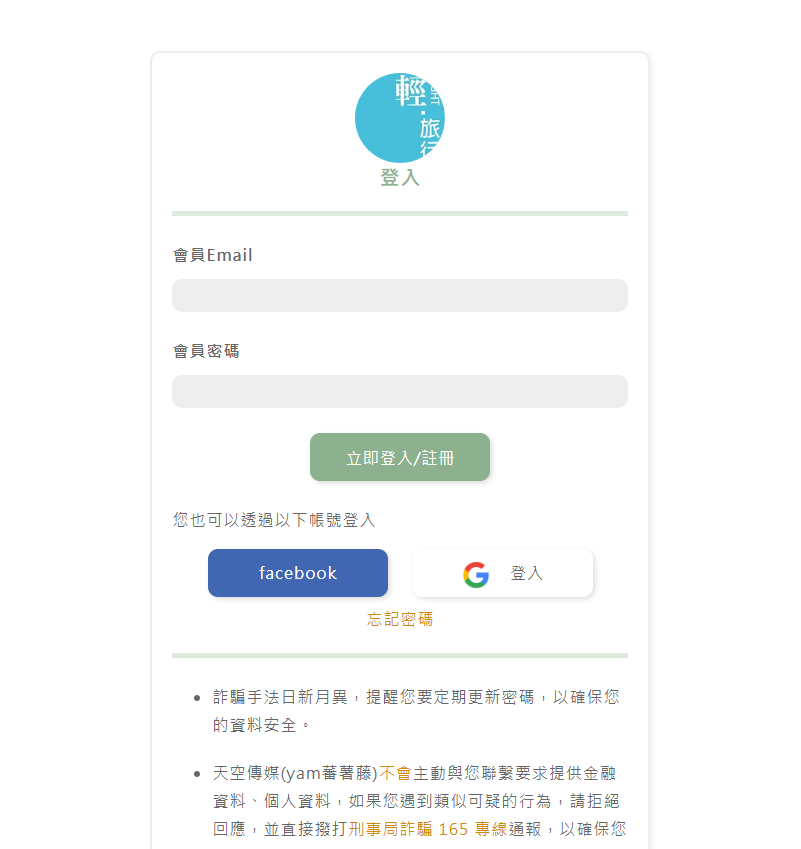 輕·旅行
登入
會員Email
會員密碼
立即登入/註冊
您也可以透過以下帳號登入
facebook
登入
忘記密碼
詐騙手法日新月異，提醒您要定期更新密碼，以確保您
的資料安全。
天空傳媒(yam蕃薯藤)不會主動與您聯繫要求提供金融
資料、個人資料，如果您遇到類似可疑的行為，請拒絕
回應，並直接撥打刑事局詐騙 165 專線通報，以確保您